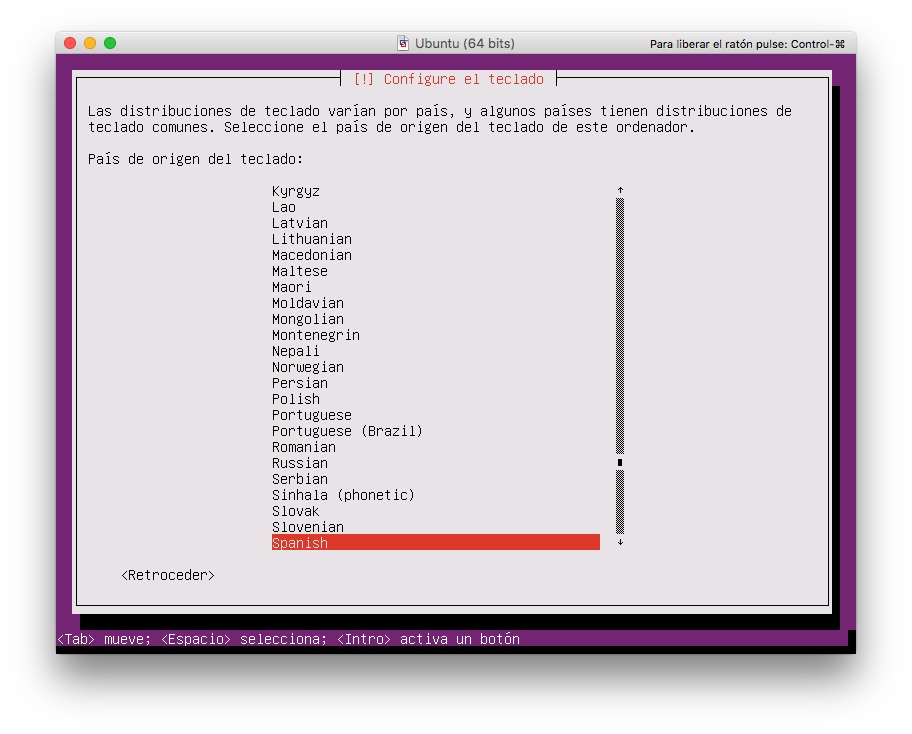 Ubuntu (64 bits)
Para liberar el ratón pulse: Control-⌘
[!] Configure el teclado
Las distribuciones de teclado varían por país, y algunos países tienen distribuciones de
teclado comunes. Seleccione el país de origen del teclado de este ordenador.
País de origen del teclado:
Kyrgyz
Lao
Latvian
Lithuanian
Macedonian
Maltese
Maori
Moldavian
Mongolian
Montenegrin
Nepali
Norwegian
Persian
Polish
Portuguese
Portuguese (Brazil)
Romanian
Russian
Serbian
Sinhala (phonetic)
Slovak
Slovenian
Spanish
<Retroceder>
<Tab> mueve; <Espacio> selecciona; <Intro> activa un botón